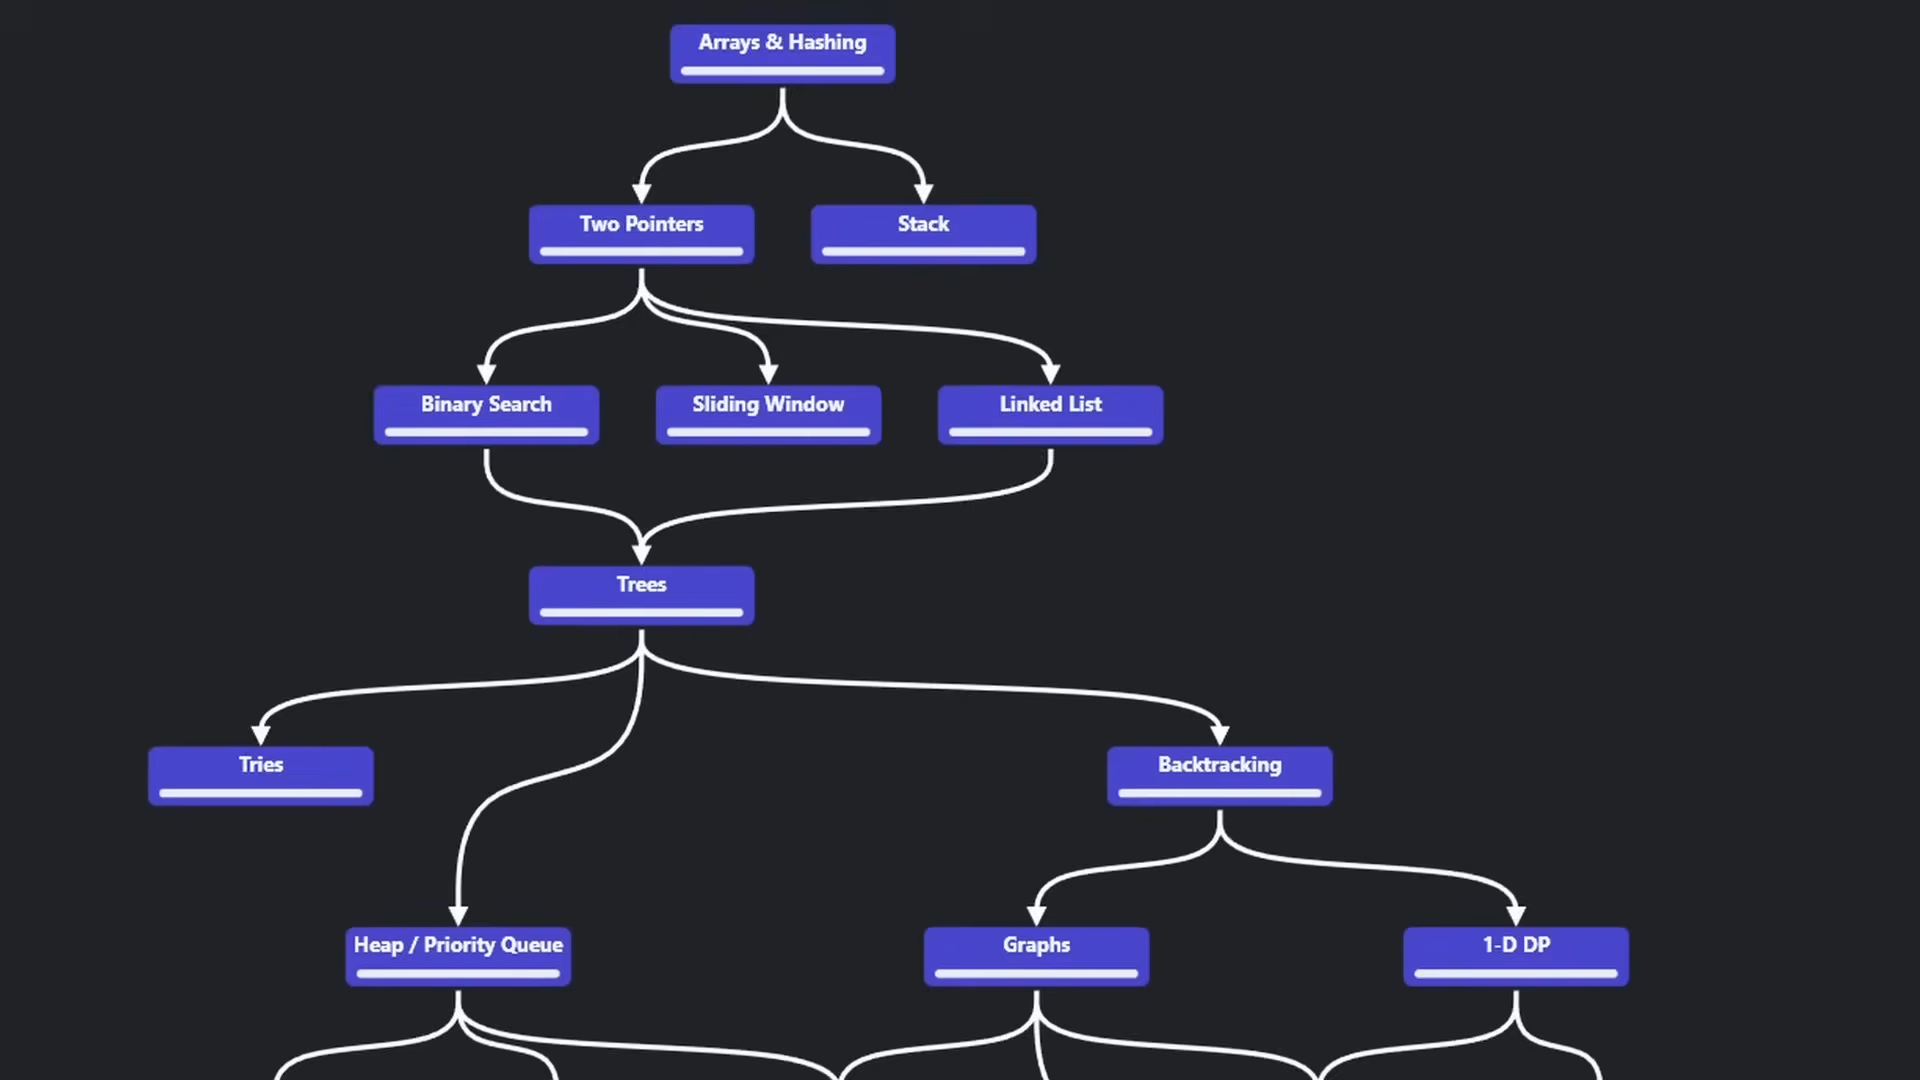 Arrays & Hashing
Two Pointers
Stack
Binary Search
Sliding Window
Linked List
Trees
Tries
Backtracking
Heap / Priority Queue
Graphs
1-D DP